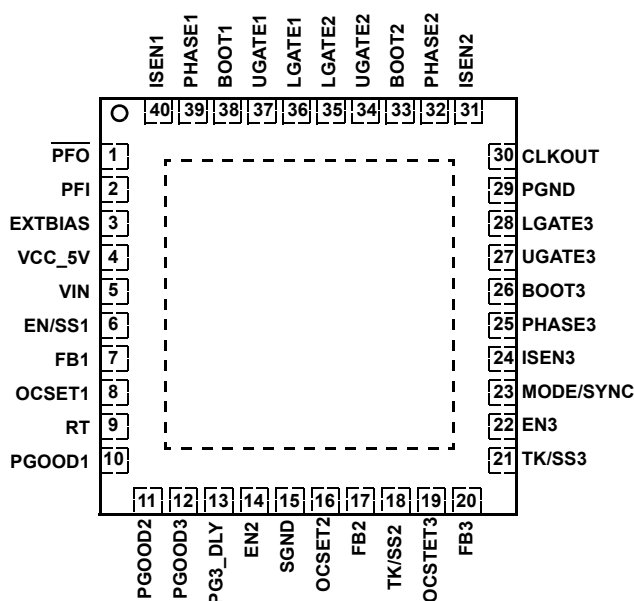 ISEN1
PHASE1
BOOT1
UGATE1
LGATE1
LGATE2
UGATE2
BOOT2
PHASE2
ISEN2
40 39 38 37 36 35 34 33 32 31
PFO 1
PFI 2
EXTBIAS 3
VCC_5V 4
VIN 5
EN/SS1 6
FB1 7
OCSET1 8
RT 9
PGOOD1 10
30 CLKOUT
29 PGND
28 LGATE3
27 UGATE3
26 BOOT3
25 PHASE3
24 ISEN3
23 MODE/SYNC
22 EN3
21 TK/SS3
11 12 13 14 15 16 17 18 19 20
PGOOD2
PGOOD3
PG3_DLY
EN2
SGND
OCSET2
FB2
TK/SS2
OCSTET3
FB3